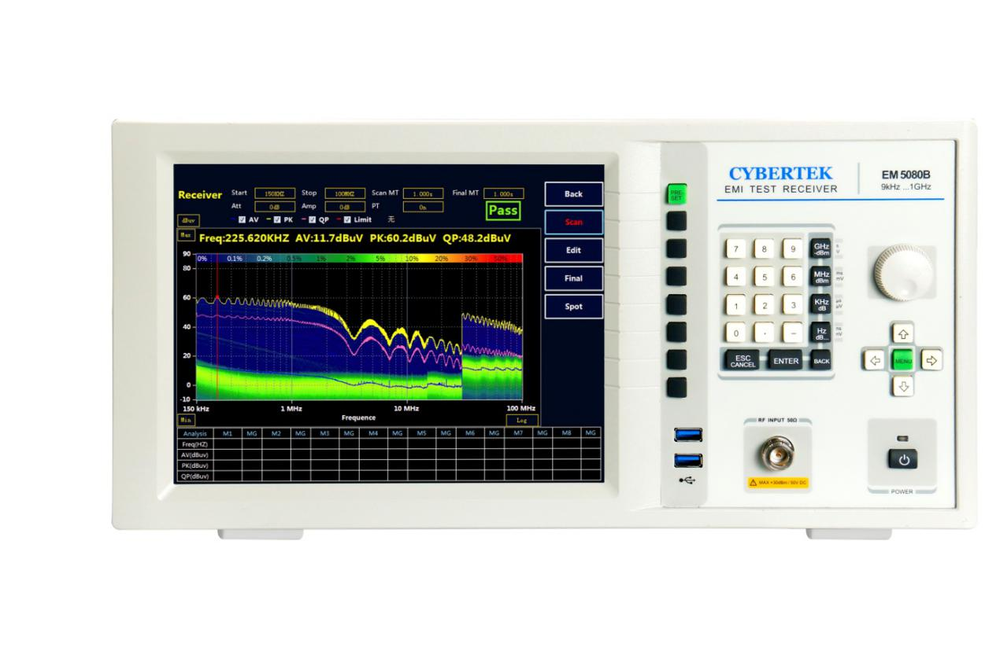 Receiver Start 150KHZ Stop 100MHZ Scan MT 1.000s Final MT 1.000s
Att 0dB Amp 0dB PT 0n
Pass
dBuv AV PK QP Limit 无
Max Freq:225.620KHZ AV:11.7dBuV PK:60.2dBuV QP:48.2dBuV
90 0% 0.1% 0.2% 0.5% 1% 2% 5% 10% 20% 30% 50%
80
60
40
20
0
-10
150 kHz 1 MHz 10 MHz 100 MHz
Min Frequence Log
Analysis M1 MG M2 MG M3 MG M4 MG M5 MG M6 MG M7 MG M8 MG
Freq(HZ)
AV(dBuv)
PK(dBuv)
QP(dBuv)
Back
Scan
Edit
Final
Spot
PRE-
SET
CYBERTEK
EMI TEST RECEIVER
EM 5080B
9kHz ...1GHz
7 8 9 GHz
-dBm
s
V
4 5 6 MHz
dBm
ms
mV
1 2 3 KHz
dB
µs
µV
0 . − Hz
dB...
ns
nV
ESC
CANCEL
ENTER
BACK
MENU
RF INPUT 50Ω
MAX +30dBm / 50V DC
POWER